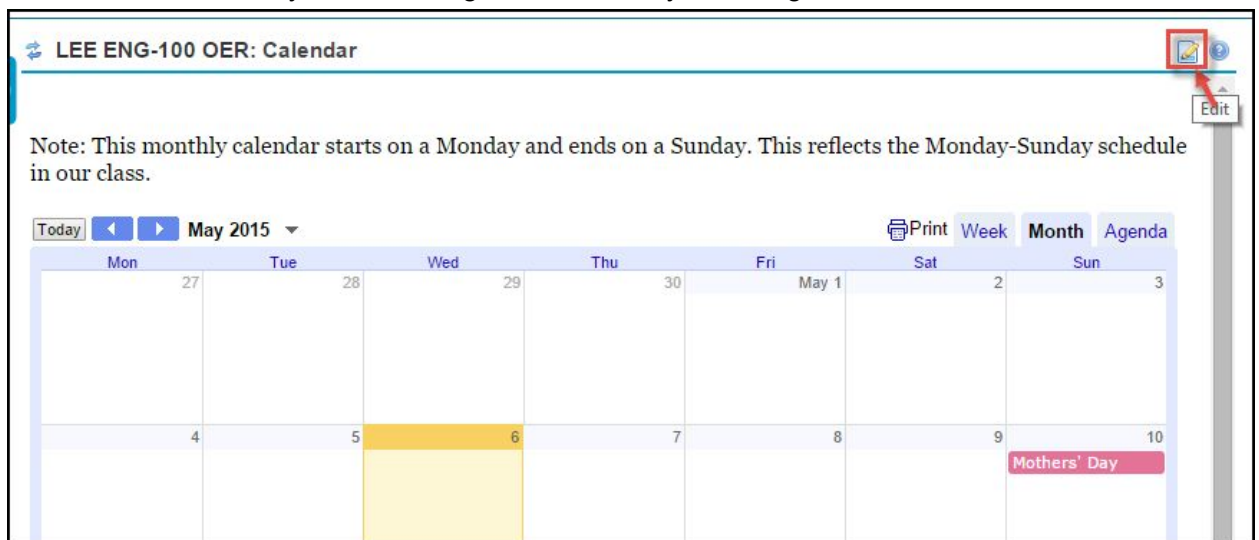 LEE ENG-100 OER: Calendar
Edit
Note: This monthly calendar starts on a Monday and ends on a Sunday. This reflects the Monday-Sunday schedule
in our class.
Today May 2015 Print Week Month Agenda
Mon Tue Wed Thu Fri Sat Sun
27 28 29 30 May 1 2 3
4 5 6 7 8 9 10
Mothers' Day